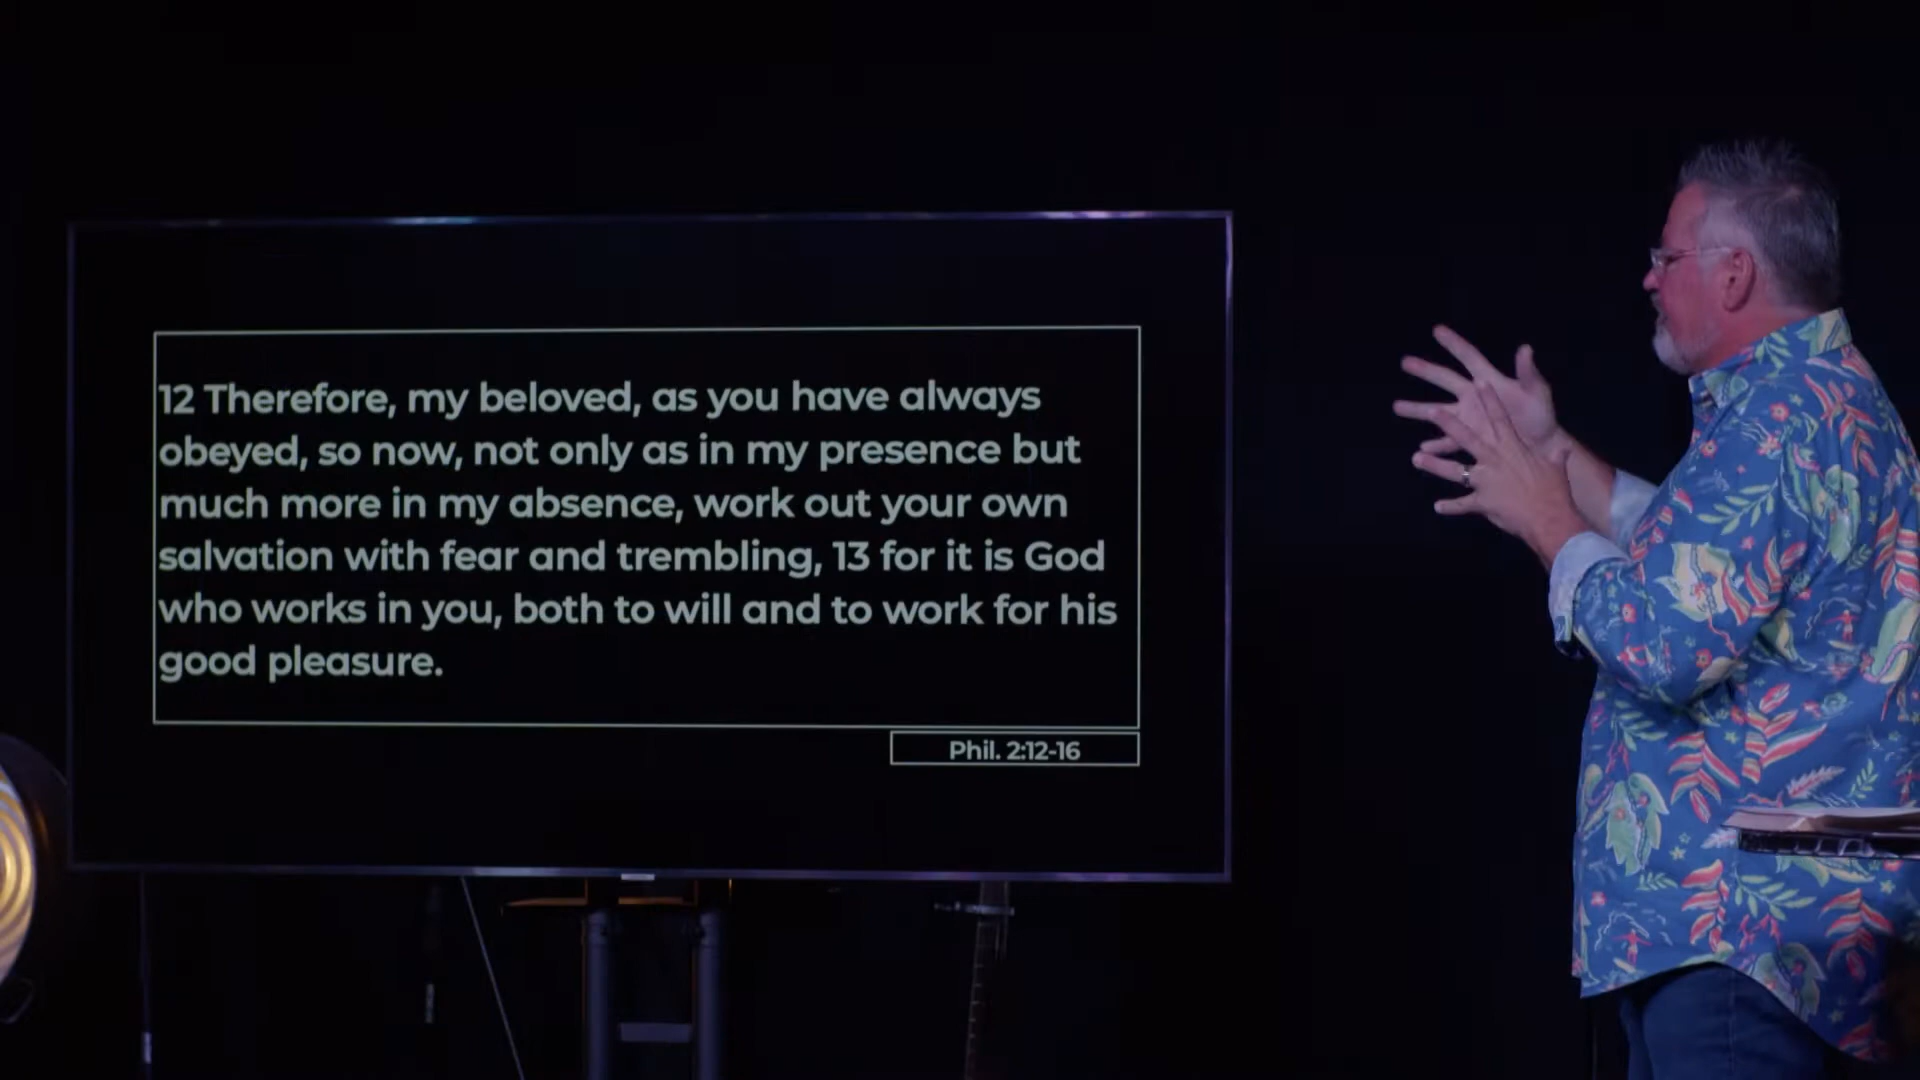 12 Therefore, my beloved, as you have always
obeyed, so now, not only as in my presence but
much more in my absence, work out your own
salvation with fear and trembling, 13 for it is God
who works in you, both to will and to work for his
good pleasure.
Phil. 2:12-16